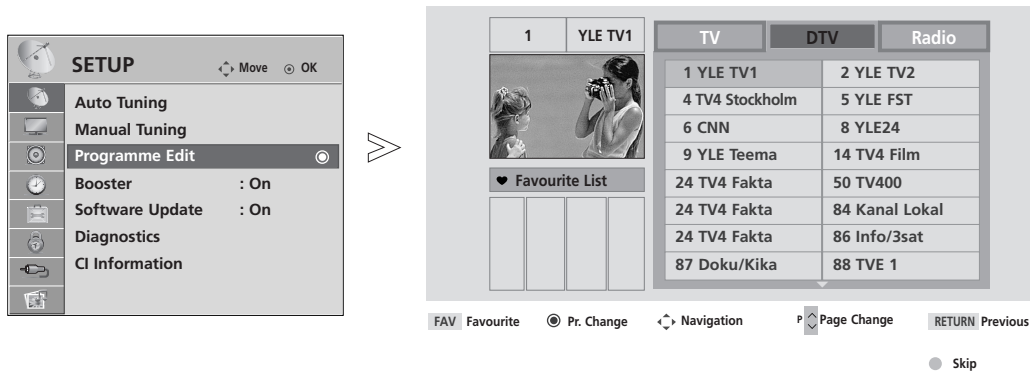 SETUP Move OK
Auto Tuning
Manual Tuning
Programme Edit
Booster : On
Software Update : On
Diagnostics
CI Information
1 YLE TV1
Favourite List
TV DTV Radio
1 YLE TV1 2 YLE TV2
4 TV4 Stockholm 5 YLE FST
6 CNN 8 YLE24
9 YLE Teema 14 TV4 Film
24 TV4 Fakta 50 TV400
24 TV4 Fakta 84 Kanal Lokal
24 TV4 Fakta 86 Info/3sat
87 Doku/Kika 88 TVE 1
FAV Favourite Pr. Change Navigation P Page Change RETURN Previous
Skip